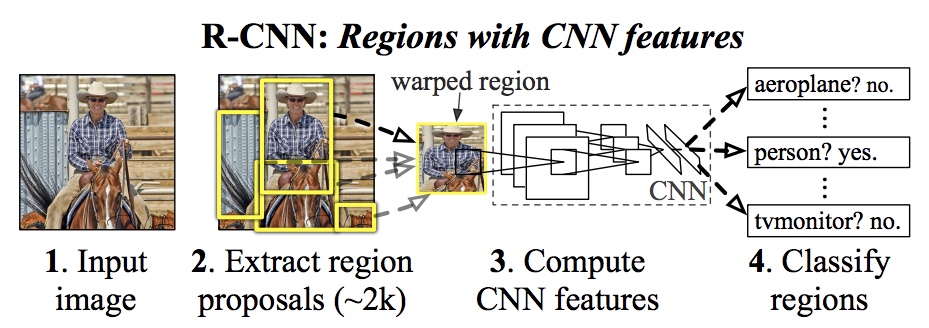 R-CNN: Regions with CNN features
warped region
aeroplane? no.
person? yes.
tvmonitor? no.
CNN
1. Input
image
2. Extract region
proposals (~2k)
3. Compute
CNN features
4. Classify
regions